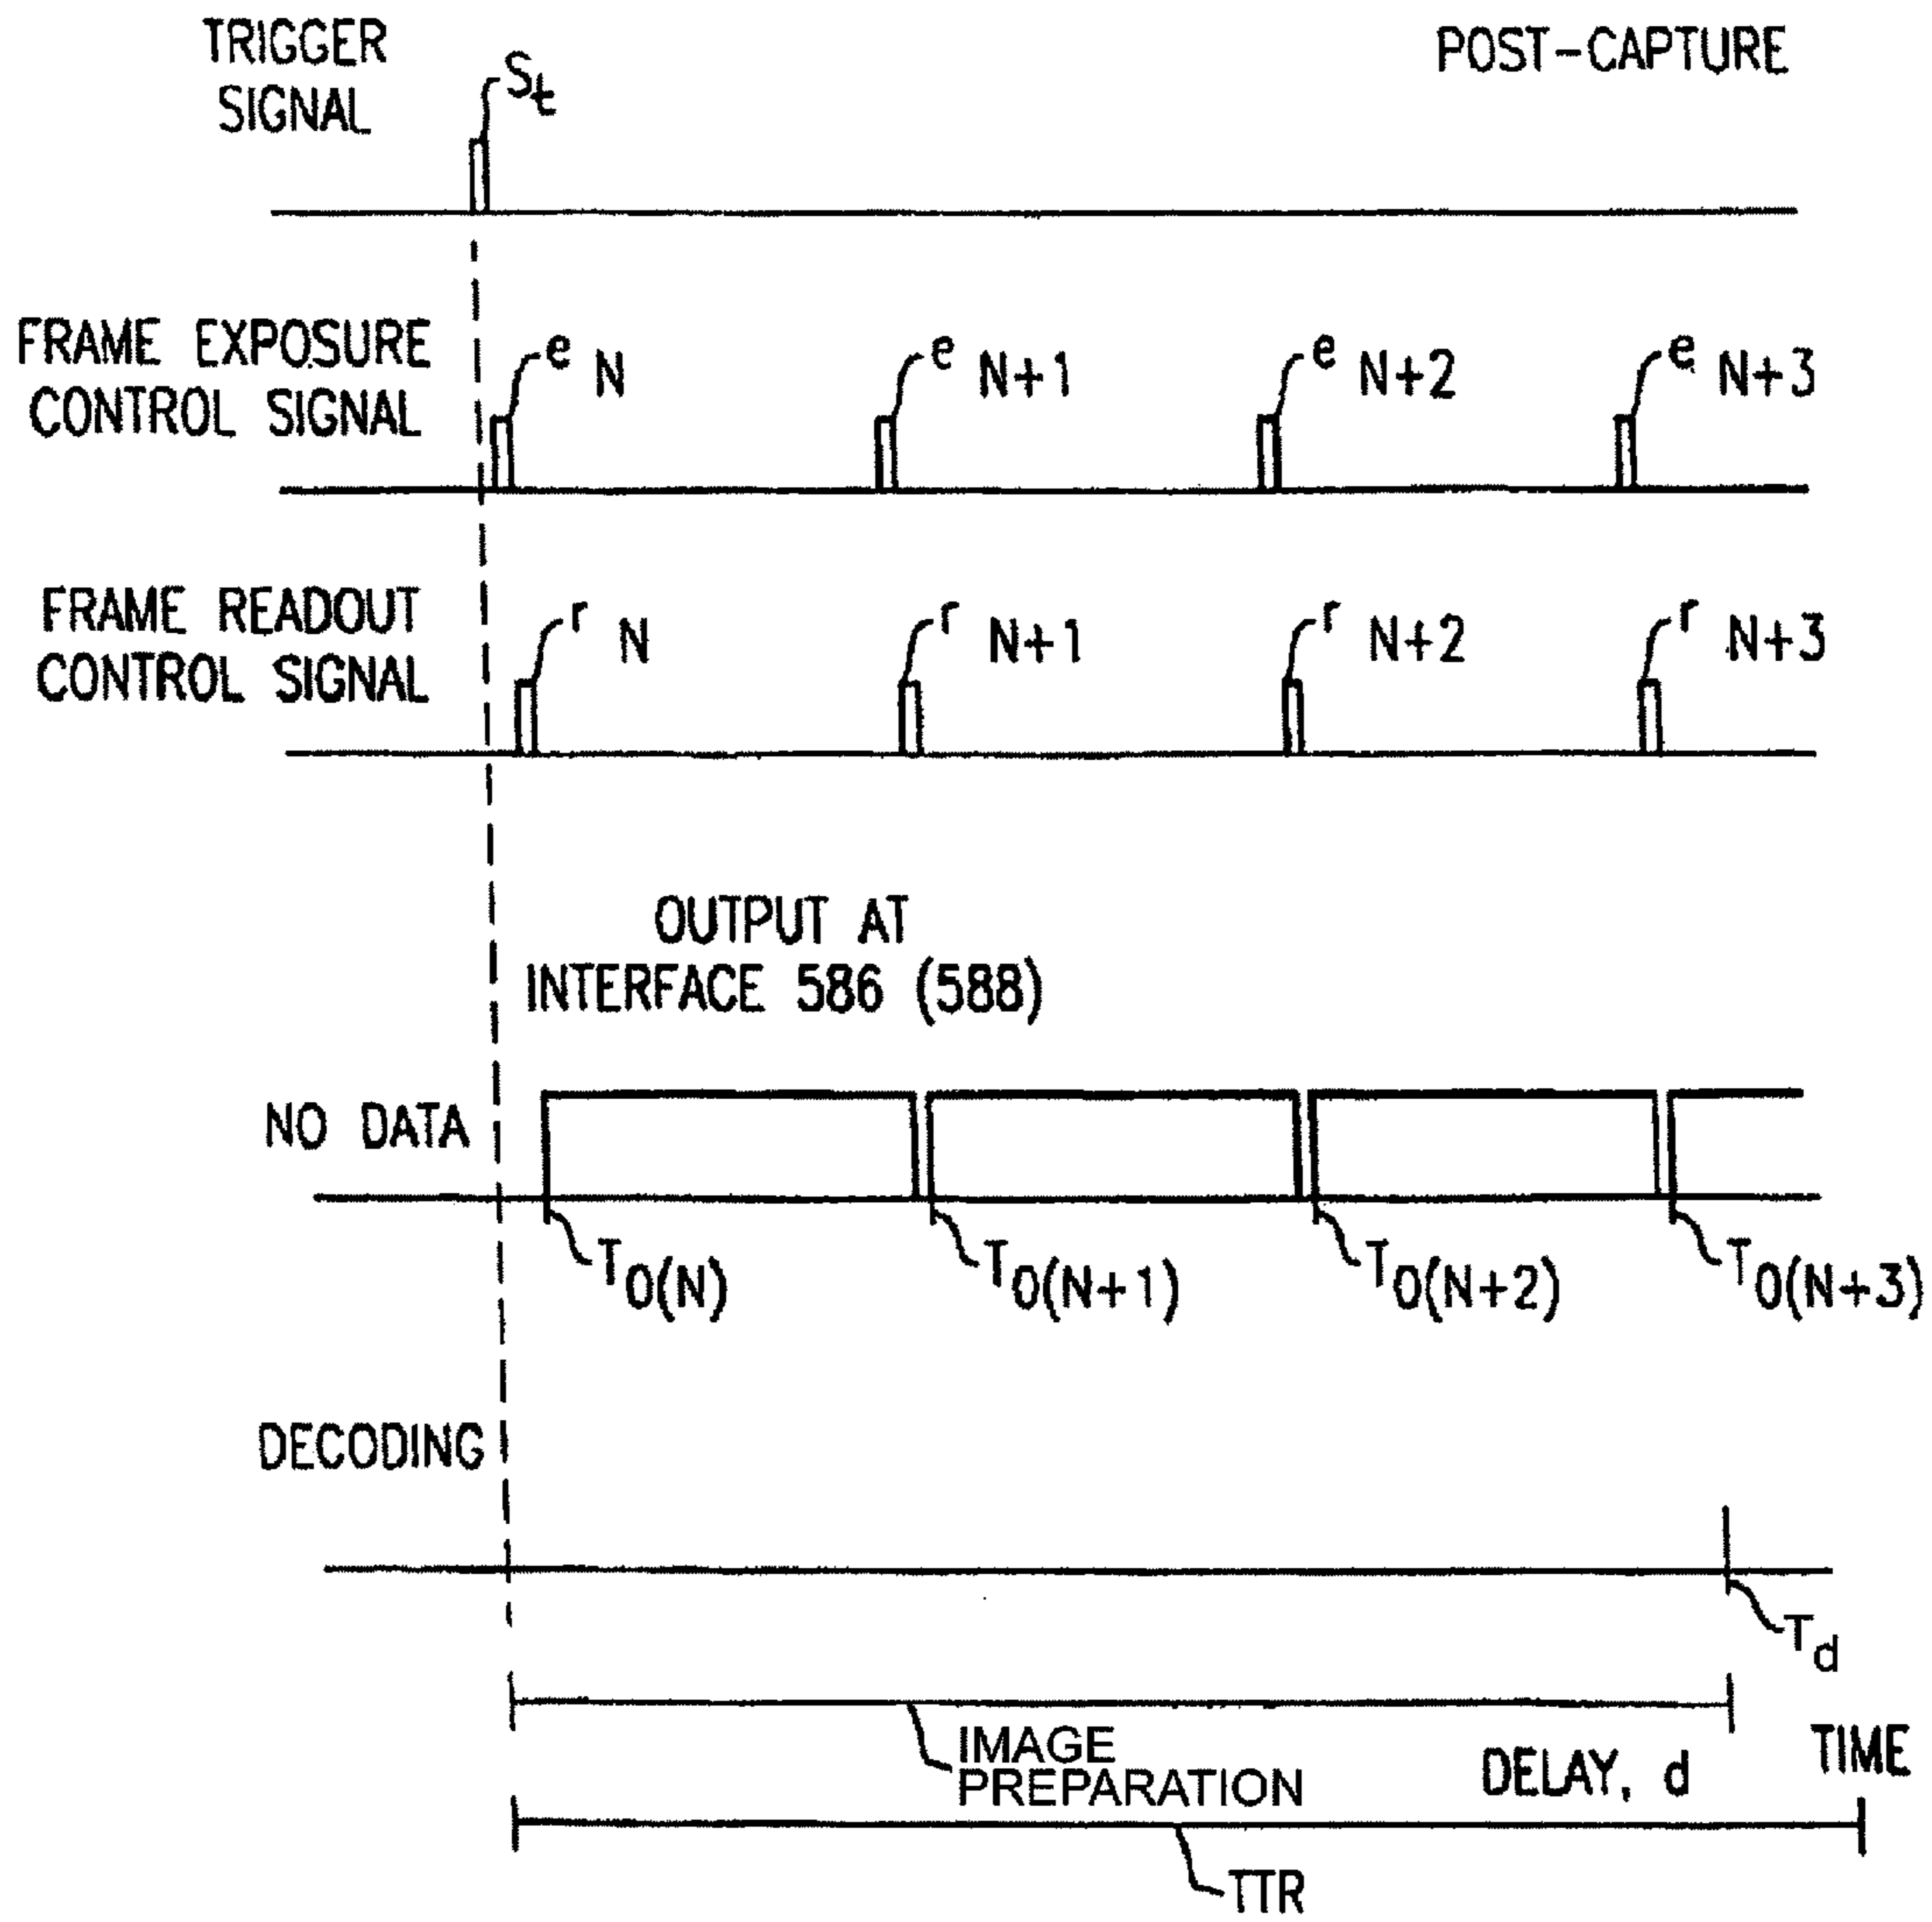 TRIGGER
SIGNAL
POST-CAPTURE
St
FRAME EXPOSURE
CONTROL SIGNAL
e N
e N+1
e N+2
e N+3
FRAME READOUT
CONTROL SIGNAL
r N
r N+1
r N+2
r N+3
OUTPUT AT
INTERFACE 586 (588)
NO DATA
TO(N)
TO(N+1)
TO(N+2)
TO(N+3)
DECODING
Td
IMAGE
PREPARATION
DELAY, d
TIME
TTR